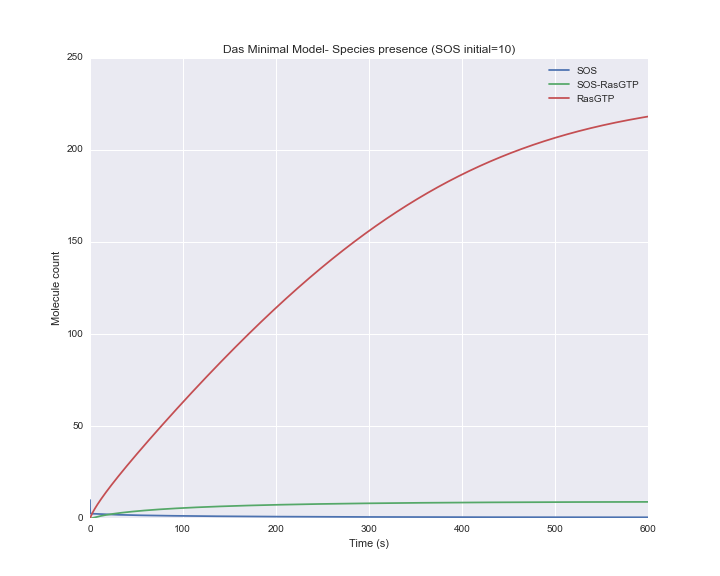 Das Minimal Model- Species presence (SOS initial=10)
SOS
SOS-RasGTP
RasGTP
250
200
150
100
50
0
Molecule count
0 100 200 300 400 500 600
Time (s)